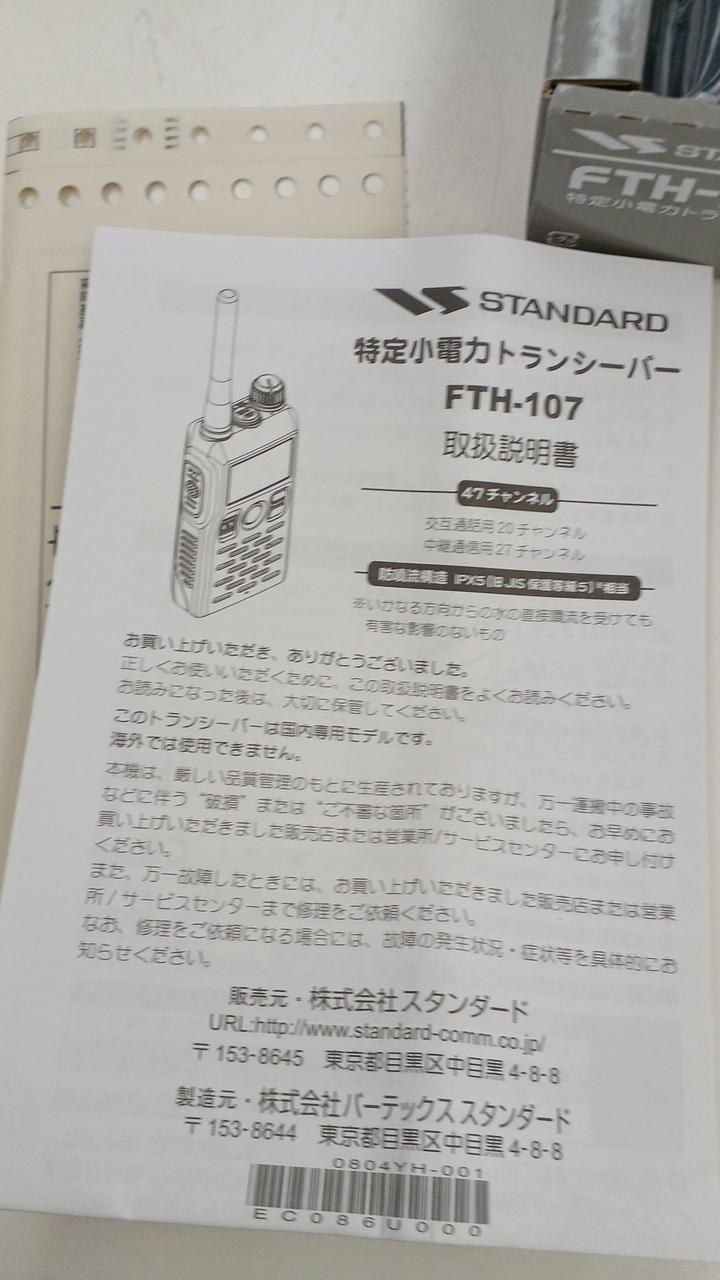 STANDARD
特定小電力トランシーバー
FTH-107
取扱説明書
47チャンネル
交互通話用20チャンネル
中継通信用27チャンネル
防噴流構造 IPX5(旧JIS保護等級5)※相当
※いかなる方向からの水の直接噴流を受けても
有害な影響のないもの
お買い上げいただき、ありがとうございました。
正しくお使いいただくために、この取扱説明書をよくお読みください。
お読みになった後は、大切に保管してください。
このトランシーバーは国内専用モデルです。
海外では使用できません。
本機は、厳しい品質管理のもとに生産されておりますが、万一運搬中の事故
などに伴う“破損”または“ご不審な箇所”がございましたら、お早めにお
買い上げいただきました販売店または営業所/サービスセンターにお申し付け
ください。
また、万一故障したときには、お買い上げいただきました販売店または営業
所/サービスセンターまで修理をご依頼ください。
なお、修理をご依頼になる場合には、故障の発生状況・症状等を具体的にお
知らせください。
販売元・株式会社スタンダード
URL:http://www.standard-comm.co.jp/
〒153-8645 東京都目黒区中目黒4-8-8
製造元・株式会社バーテックススタンダード
〒153-8644 東京都目黒区中目黒4-8-8
0804YH-001
EC086U000
ST
FTH-
特定小電力トラ